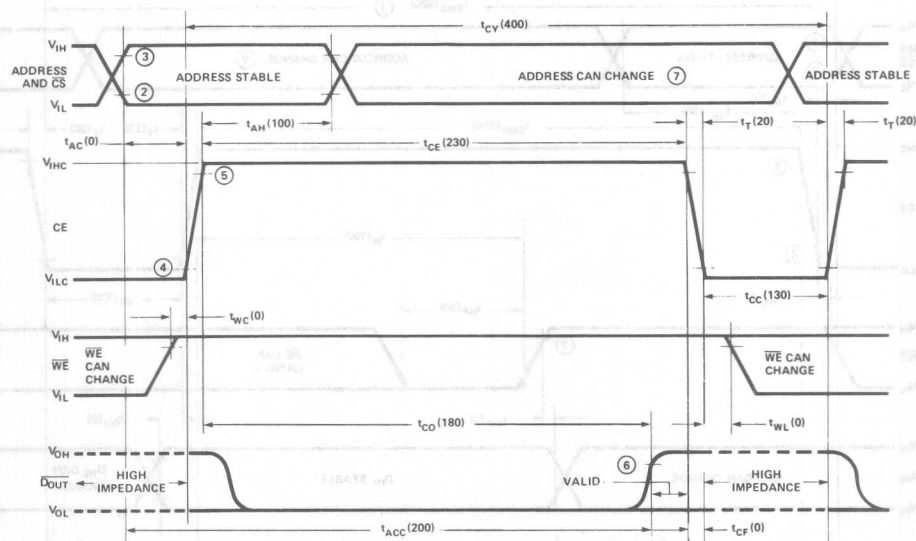 tCY(400)
VIH
ADDRESS AND CS
VIL
③
②
ADDRESS STABLE
ADDRESS CAN CHANGE ⑦
ADDRESS STABLE
tAH(100)
tT(20)
tT(20)
tAC(0)
tCE(230)
VIHC
⑤
CE
④
VILC
tCC(130)
tWC(0)
VIH
WE
WE CAN CHANGE
WE CAN CHANGE
VIL
tCO(180)
tWL(0)
VOH
DOUT
HIGH IMPEDANCE
⑥
VALID
HIGH IMPEDANCE
VOL
tACC(200)
tCF(0)